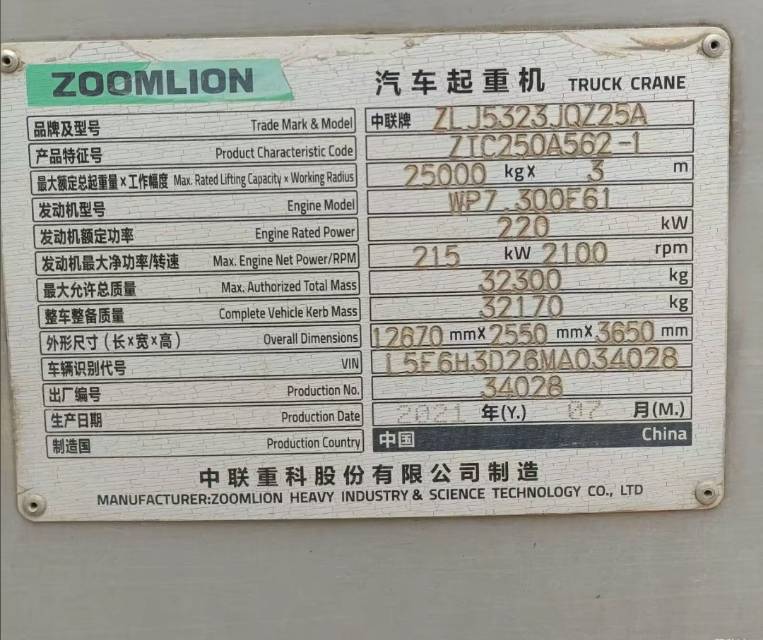 ZOOMLION 汽车起重机 TRUCK CRANE
品牌及型号 Trade Mark & Model 中联牌 ZLJ5323JQZ25A
产品特征号 Product Characteristic Code ZTC250A562-1
最大额定总起重量×工作幅度 Max. Rated Lifting Capacity × Working Radius 25000 kg× 3 m
发动机型号 Engine Model WP7.300E61
发动机额定功率 Engine Rated Power 220 kW
发动机最大净功率/转速 Max. Engine Net Power/RPM 215 kW 2100 rpm
最大允许总质量 Max. Authorized Total Mass 32300 kg
整车整备质量 Complete Vehicle Kerb Mass 32170 kg
外形尺寸（长×宽×高） Overall Dimensions 12670 mm× 2550 mm× 3650 mm
车辆识别代号 VIN L5E6H3D26MA034028
出厂编号 Production No. 34028
生产日期 Production Date 2021 年(Y.) 07 月(M.)
制造国 Production Country 中国 China
中联重科股份有限公司制造
MANUFACTURER:ZOOMLION HEAVY INDUSTRY & SCIENCE TECHNOLOGY CO., LTD